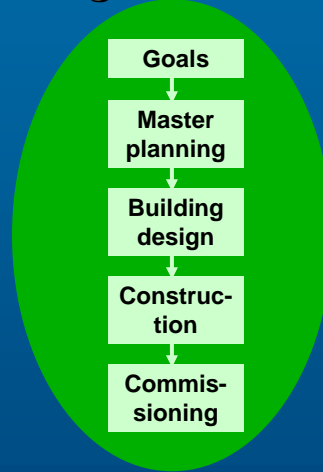 Goals
Master
planning
Building
design
Construc-
tion
Commis-
sioning